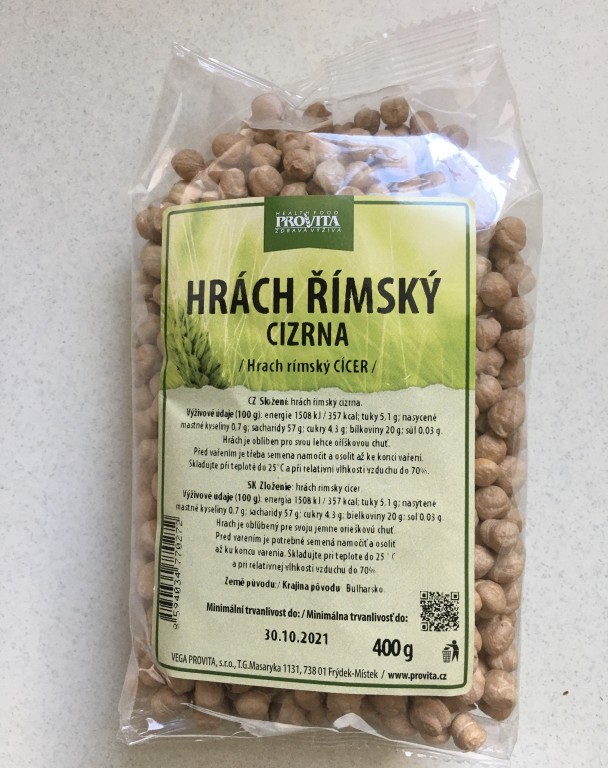 HEALTH FOOD
PROVITA
ZDRAVÁ VÝŽIVA
HRÁCH ŘÍMSKÝ
CIZRNA
/ Hrach rímský CÍCER /
CZ Složení: hrách římský cizrna.
Výživové údaje (100 g): energie 1508 kJ / 357 kcal; tuky 5,1 g; nasycené
mastné kyseliny 0,7 g; sacharidy 57 g; cukry 4,3 g; bílkoviny 20 g; sůl 0,03 g.
Hrách je oblíben pro svou lehce oříškovou chuť.
Před vařením je třeba semena namočit a osolit až ke konci vaření.
Skladujte při teplotě do 25°C a při relativní vlhkosti vzduchu do 70%.
SK Zloženie: hrach rímsky cícer
Výživové údaje (100 g): energia 1508 kJ / 357 kcal; tuky 5,1 g; nasýtené
mastné kyseliny 0,7 g; sacharidy 57 g; cukry 4,3 g; bielkoviny 20 g; soľ 0,03 g.
Hrach je obľúbený pre svoju jemne orieškovú chuť.
Pred varením je potrebné semená namočiť a osoliť
až ku koncu varenia. Skladujte pri teplote do 25°C
a pri relatívnej vlhkosti vzduchu do 70%.
Země původu: / Krajina pôvodu: Bulharsko.
Minimální trvanlivost do: / Minimálna trvanlivosť do:
30.10.2021
400 g
8 594034 770272
VEGA PROVITA, s.r.o., T.G.Masaryka 1131, 738 01 Frýdek-Místek / www.provita.cz